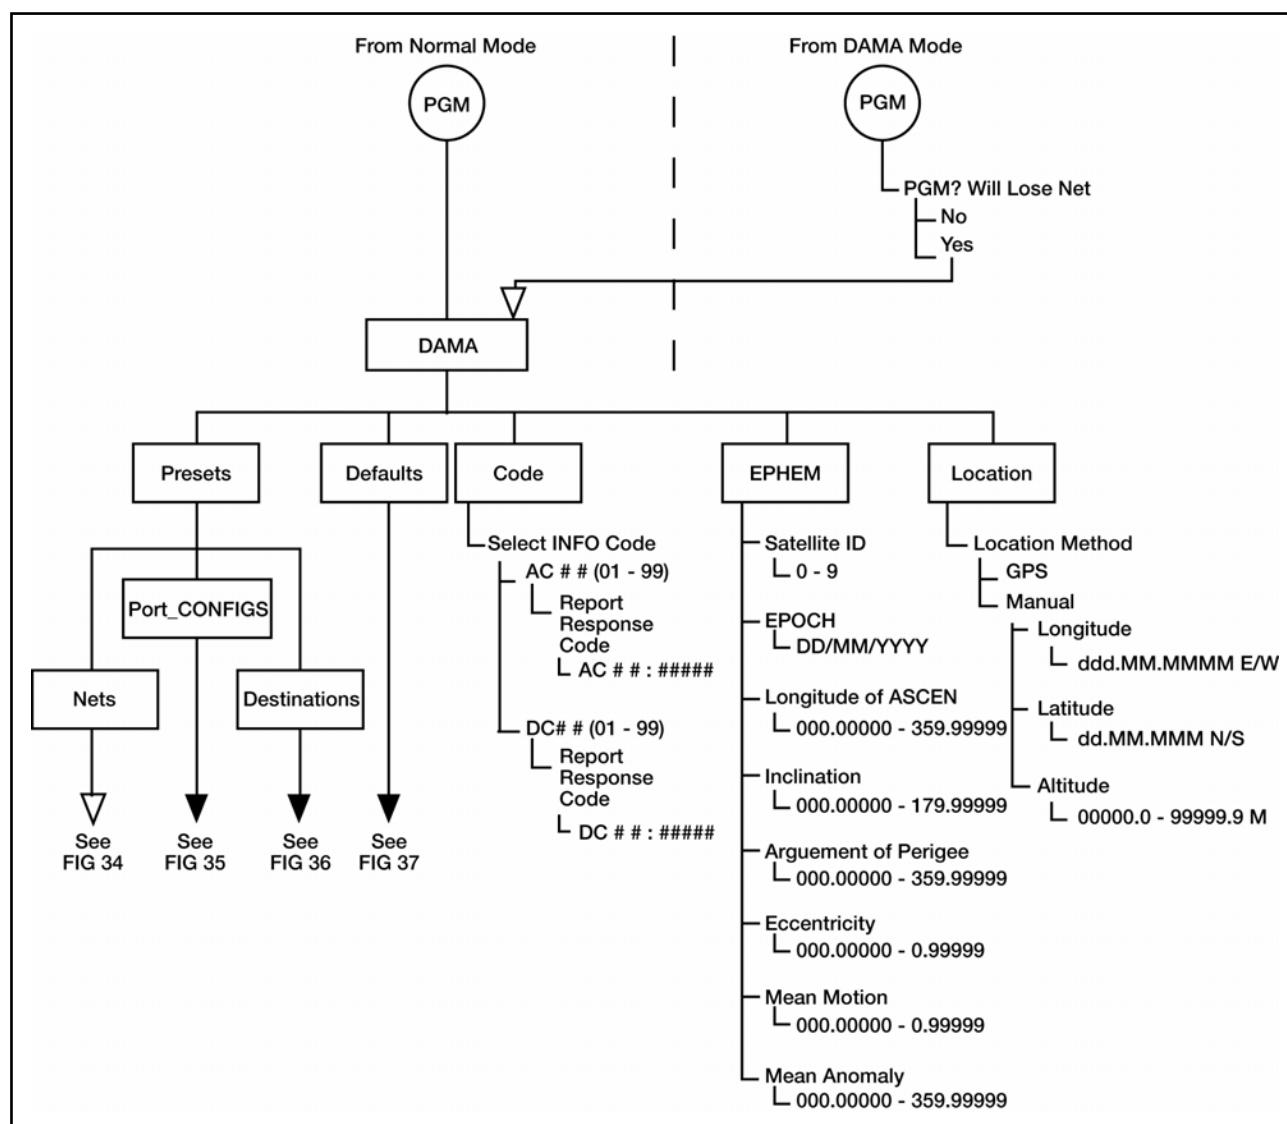 From Normal Mode
PGM
From DAMA Mode
PGM
PGM? Will Lose Net
No
Yes
DAMA
Presets
Defaults
Code
EPHEM
Location
Port_CONFIGS
Nets
Destinations
See
FIG 34
See
FIG 35
See
FIG 36
See
FIG 37
Select INFO Code
AC # # (01 - 99)
Report
Response
Code
AC # # : #####
DC# # (01 - 99)
Report
Response
Code
DC # # : #####
Satellite ID
0 - 9
EPOCH
DD/MM/YYYY
Longitude of ASCEN
000.00000 - 359.99999
Inclination
000.00000 - 179.99999
Arguement of Perigee
000.00000 - 359.99999
Eccentricity
000.00000 - 0.99999
Mean Motion
000.00000 - 0.99999
Mean Anomaly
000.00000 - 359.99999
Location Method
GPS
Manual
Longitude
ddd.MM.MMMM E/W
Latitude
dd.MM.MMM N/S
Altitude
00000.0 - 99999.9 M